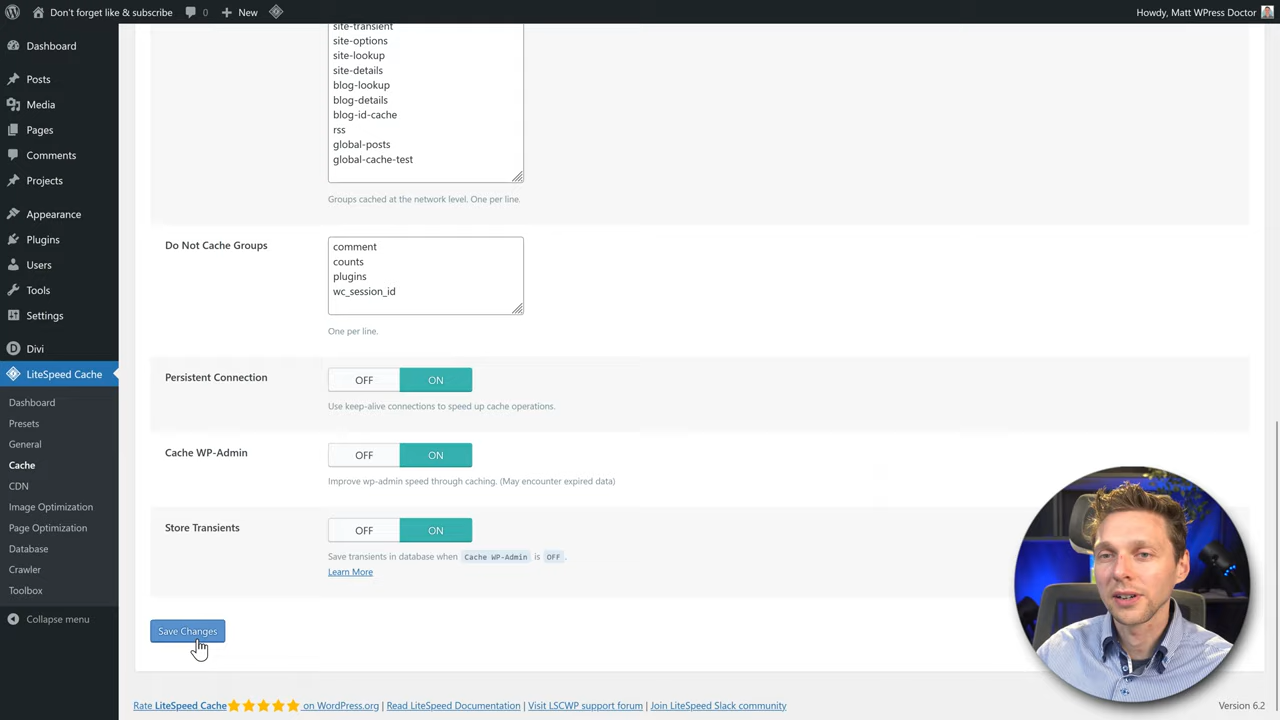 Don't forget like & subscribe
0
New
Howdy, Matt WPress Doctor
Dashboard
Posts
Media
Pages
Comments
Projects
Appearance
Plugins
Users
Tools
Settings
Divi
LiteSpeed Cache
Dashboard
Presets
General
Cache
CDN
Image Optimization
Page Optimization
Database
Crawler
Toolbox
Collapse menu
site-transient
site-options
site-lookup
site-details
blog-lookup
blog-details
blog-id-cache
rss
global-posts
global-cache-test
Groups cached at the network level. One per line.
Do Not Cache Groups
comment
counts
plugins
wc_session_id
One per line.
Persistent Connection
OFF ON
Use keep-alive connections to speed up cache operations.
Cache WP-Admin
OFF ON
Improve wp-admin speed through caching. (May encounter expired data)
Store Transients
OFF ON
Save transients in database when Cache WP-Admin is OFF.
Learn More
Save Changes
Rate LiteSpeed Cache on WordPress.org | Read LiteSpeed Documentation | Visit LSCWP support forum | Join LiteSpeed Slack community
Version 6.2